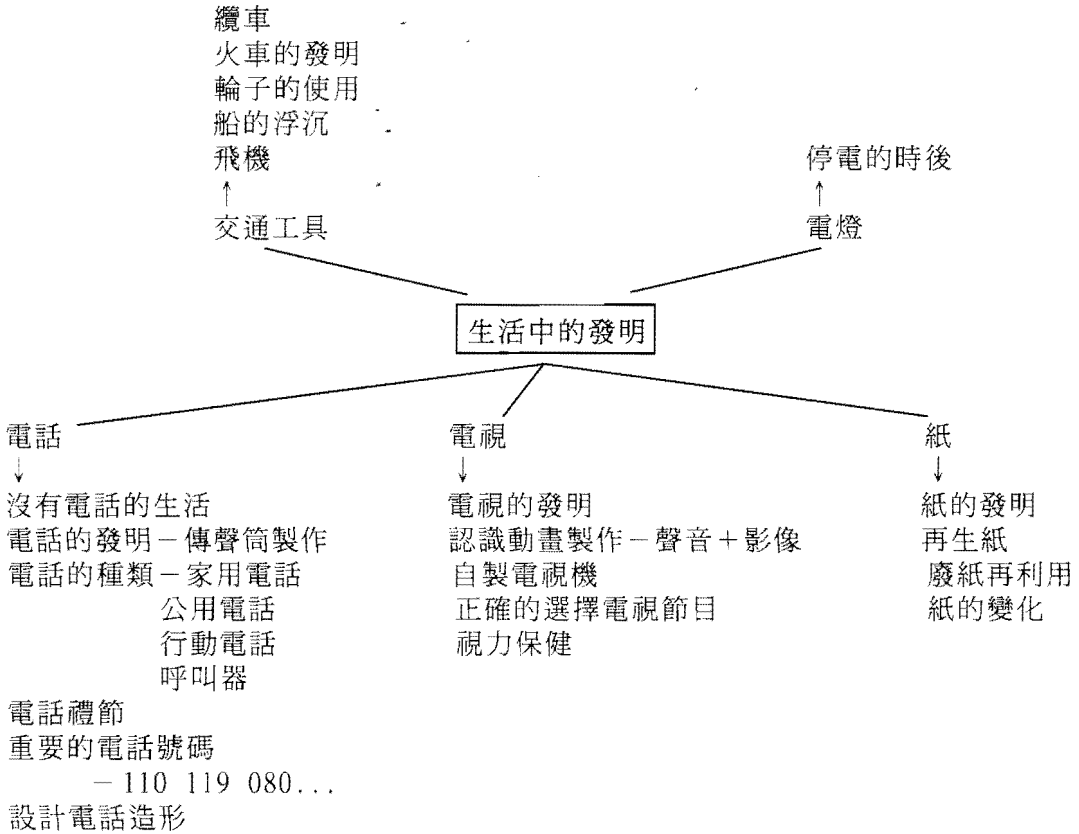 纜車
火車的發明
輪子的使用
船的浮沉
飛機
↑
交通工具
停電的時後
↑
電燈
生活中的發明
電話
↓
沒有電話的生活
電話的發明－傳聲筒製作
電話的種類－家用電話
公用電話
行動電話
呼叫器
電話禮節
重要的電話號碼
－110 119 080...
設計電話造形
電視
↓
電視的發明
認識動畫製作－聲音＋影像
自製電視機
正確的選擇電視節目
視力保健
紙
↓
紙的發明
再生紙
廢紙再利用
紙的變化